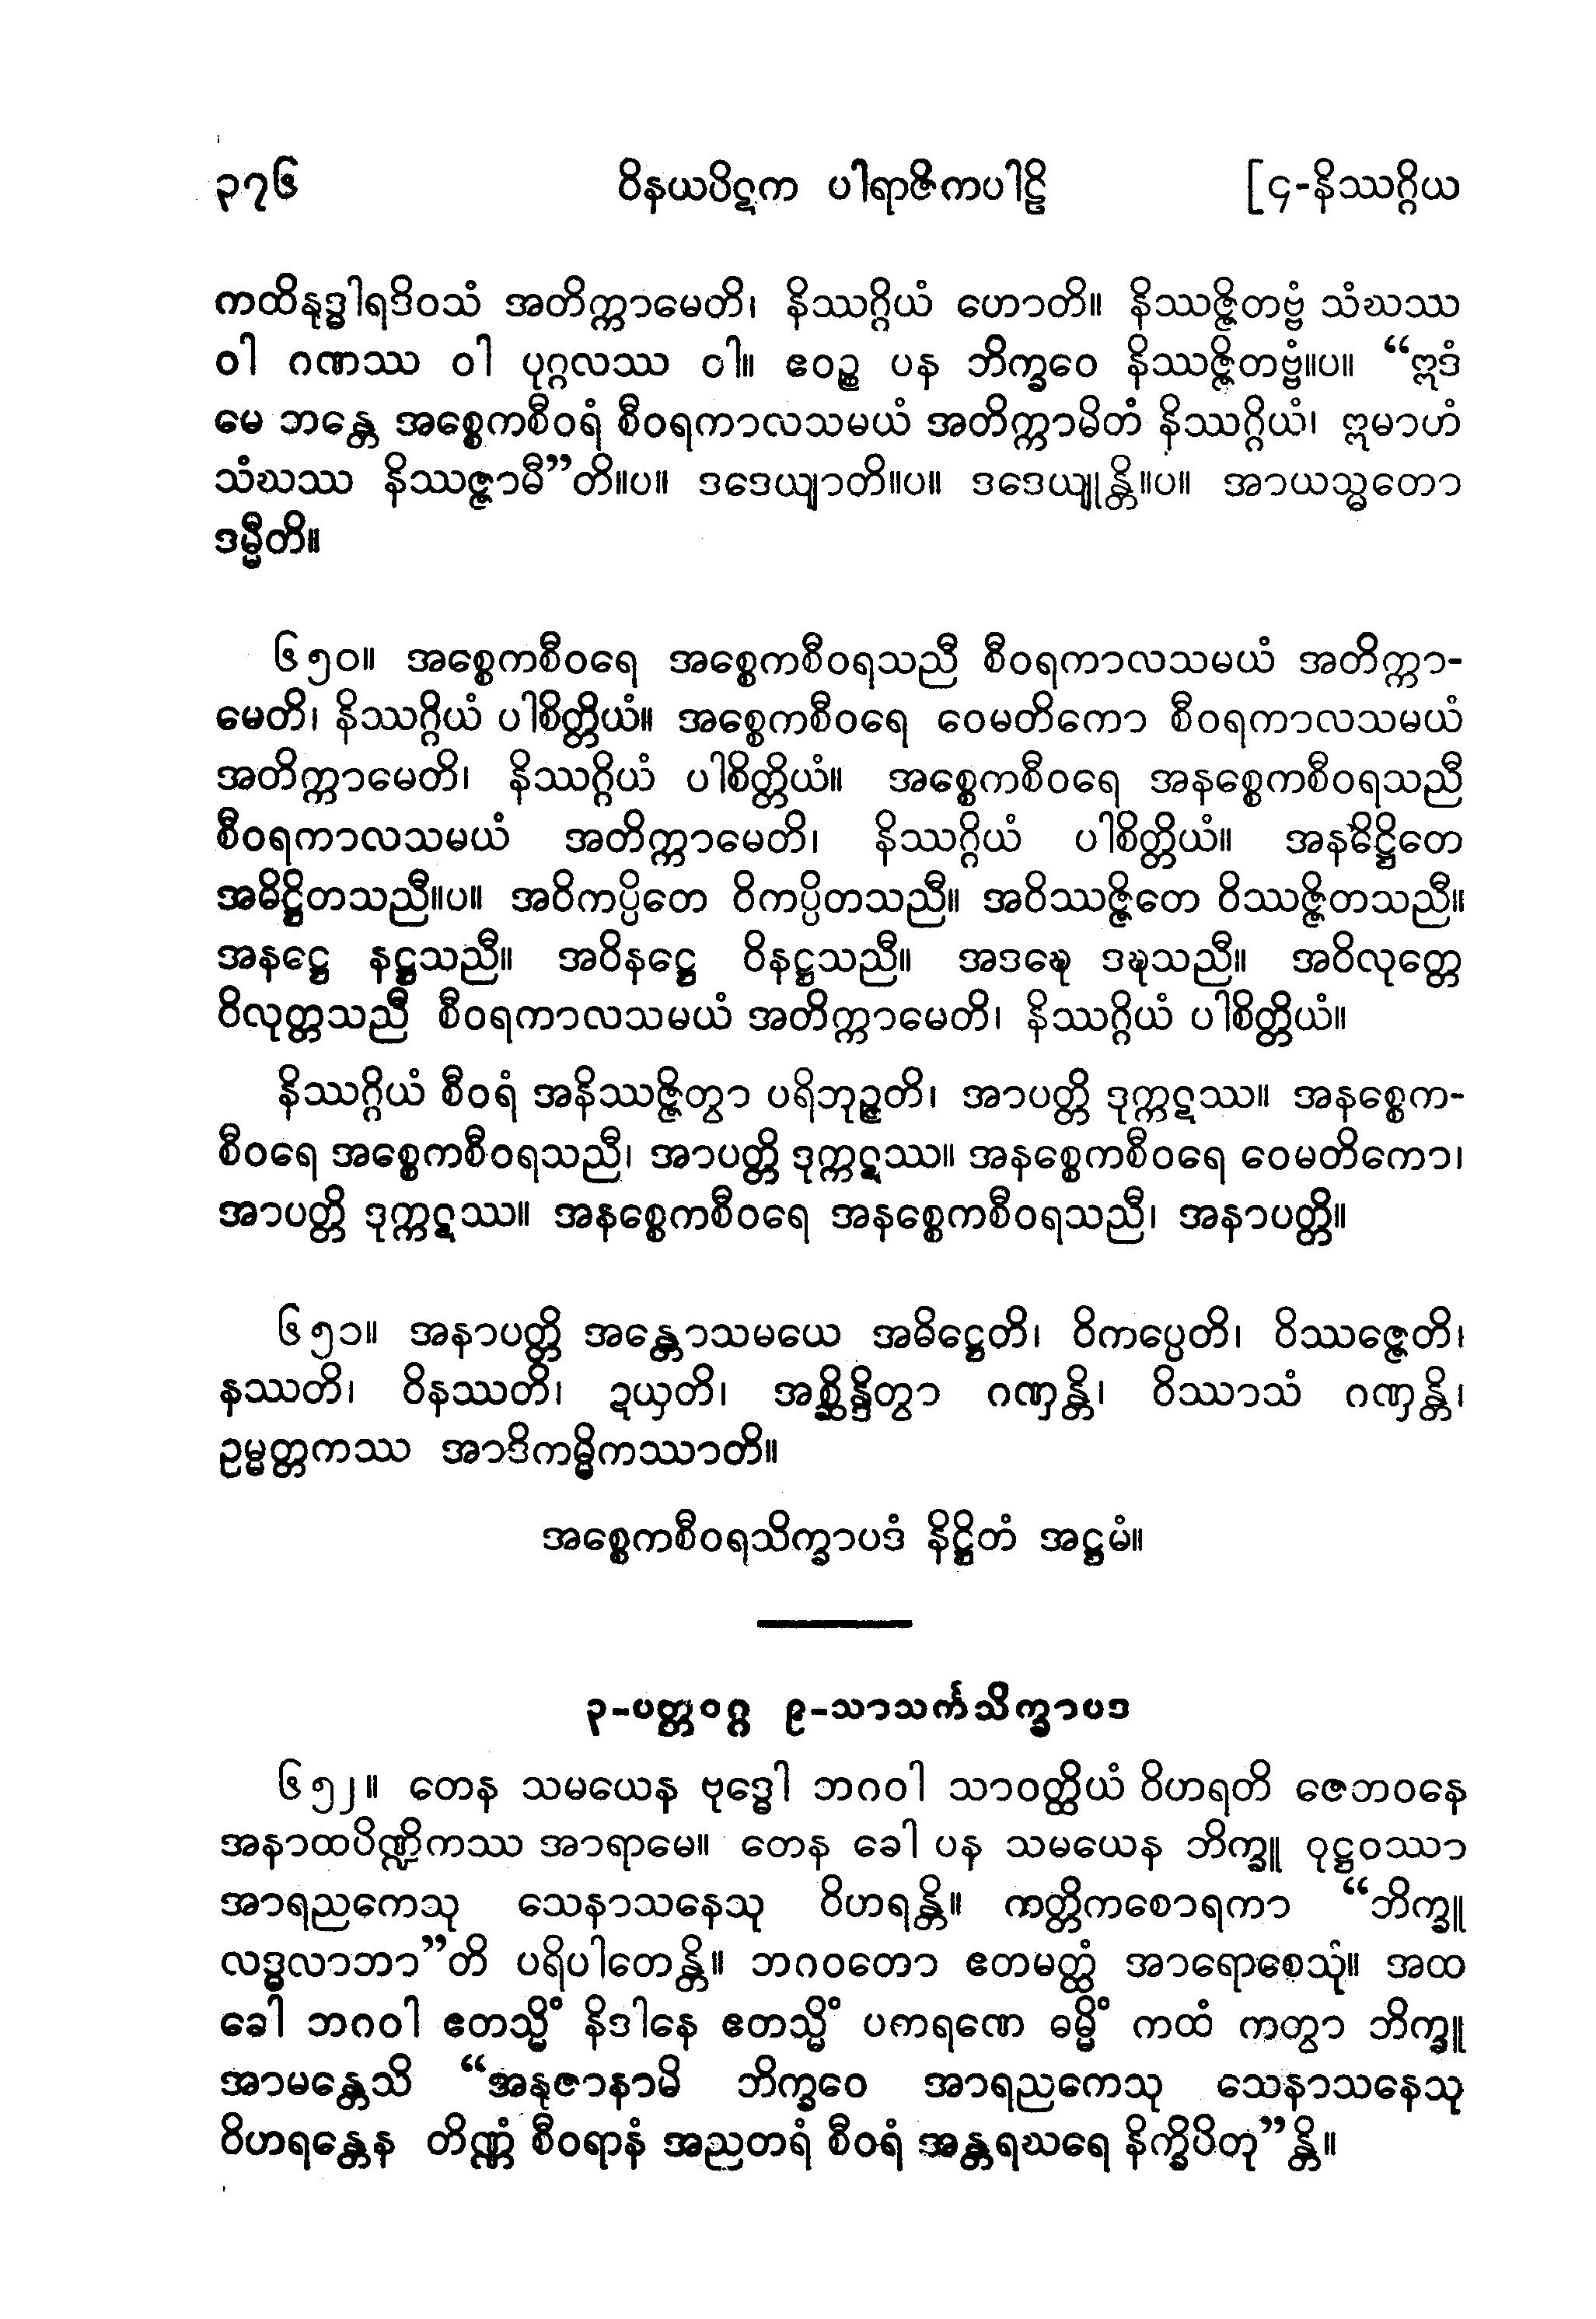 ၃၇၆ ဝိနယပိဋက ပါရာဇိကပါဠိ [၄-နိဿဂ္ဂိယ
ကထိနုဒ္ဓါရဒိဝသံ အတိက္ကာမေတိ၊ နိဿဂ္ဂိယံ ဟောတိ။ နိဿဇ္ဇိတဗ္ဗံ သံဃဿ
ဝါ ဂဏဿ ဝါ ပုဂ္ဂလဿ ဝါ။ ဧဝဉ္စ ပန ဘိက္ခဝေ နိဿဇ္ဇိတဗ္ဗံ။ပ။ “ဣဒံ
မေ ဘန္တေ အစ္စေကစီဝရံ စီဝရကာလသမယံ အတိက္ကာမိတံ နိဿဂ္ဂိယံ၊ ဣမာဟံ
သံဃဿ နိဿဇ္ဇာမီ”တိ။ပ။ ဒဒေယျာတိ။ပ။ ဒဒေယျုန္တိ။ပ။ အာယသ္မတော
ဒမ္မီတိ။
၆၅၀။ အစ္စေကစီဝရေ အစ္စေကစီဝရသညီ စီဝရကာလသမယံ အတိက္ကာ-
မေတိ၊ နိဿဂ္ဂိယံ ပါစိတ္တိယံ။ အစ္စေကစီဝရေ ဝေမတိကော စီဝရကာလသမယံ
အတိက္ကာမေတိ၊ နိဿဂ္ဂိယံ ပါစိတ္တိယံ။ အစ္စေကစီဝရေ အနစ္စေကစီဝရသညီ
စီဝရကာလသမယံ အတိက္ကာမေတိ၊ နိဿဂ္ဂိယံ ပါစိတ္တိယံ။ အနဓိဋ္ဌိတေ
အဓိဋ္ဌိတသညီ။ပ။ အဝိကပ္ပိတေ ဝိကပ္ပိတသညီ။ အဝိဿဇ္ဇိတေ ဝိဿဇ္ဇိတသညီ။
အနဋ္ဌေ နဋ္ဌသညီ။ အဝိနဋ္ဌေ ဝိနဋ္ဌသညီ။ အဒဍ္ဎေ ဒဍ္ဎသညီ။ အဝိလုတ္တေ
ဝိလုတ္တသညီ စီဝရကာလသမယံ အတိက္ကာမေတိ၊ နိဿဂ္ဂိယံ ပါစိတ္တိယံ။
နိဿဂ္ဂိယံ စီဝရံ အနိဿဇ္ဇိတွာ ပရိဘုဉ္ဇတိ၊ အာပတ္တိ ဒုက္ကဋဿ။ အနစ္စေက-
စီဝရေ အစ္စေကစီဝရသညီ၊ အာပတ္တိ ဒုက္ကဋဿ။ အနစ္စေကစီဝရေ ဝေမတိကော၊
အာပတ္တိ ဒုက္ကဋဿ။ အနစ္စေကစီဝရေ အနစ္စေကစီဝရသညီ၊ အနာပတ္တိ။
၆၅၁။ အနာပတ္တိ အန္တောသမယေ အဓိဋ္ဌေတိ၊ ဝိကပ္ပေတိ၊ ဝိဿဇ္ဇေတိ၊
နဿတိ၊ ဝိနဿတိ၊ ဍယှတိ၊ အစ္ဆိန္ဒိတွာ ဂဏှန္တိ၊ ဝိဿာသံ ဂဏှန္တိ၊
ဥမ္မတ္တကဿ အာဒိကမ္မိကဿာတိ။
အစ္စေကစီဝရသိက္ခာပဒံ နိဋ္ဌိတံ အဋ္ဌမံ။
၃-ပတ္တဝဂ္ဂ ၉-သာသင်္ကသိက္ခာပဒ
၆၅၂။ တေန သမယေန ဗုဒ္ဓေါ ဘဂဝါ သာဝတ္ထိယံ ဝိဟရတိ ဇေတဝနေ
အနာထပိဏ္ဍိကဿ အာရာမေ။ တေန ခေါ ပန သမယေန ဘိက္ခူ ဝုဋ္ဌဝဿာ
အာရညကေသု သေနာသနေသု ဝိဟရန္တိ။ ကတ္တိကစောရကာ “ဘိက္ခူ
လဒ္ဓလာဘာ”တိ ပရိပါတေန္တိ။ ဘဂဝတော ဧတမတ္ထံ အာရောစေသုံ။ အထ
ခေါ ဘဂဝါ ဧတသ္မိံ နိဒါနေ ဧတသ္မိံ ပကရဏေ ဓမ္မိံ ကထံ ကတွာ ဘိက္ခူ
အာမန္တေသိ “အနုဇာနာမိ ဘိက္ခဝေ အာရညကေသု သေနာသနေသု
ဝိဟရန္တေန တိဏ္ဏံ စီဝရာနံ အညတရံ စီဝရံ အန္တရဃရေ နိက္ခိပိတု”န္တိ။